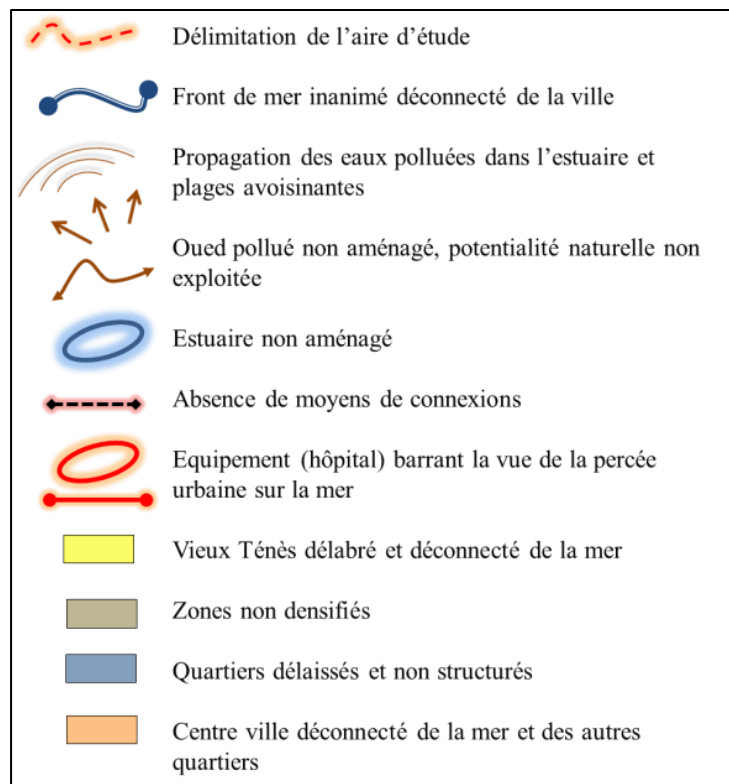 Délimitation de l’aire d’étude
Front de mer inanimé déconnecté de la ville
Propagation des eaux polluées dans l’estuaire et
plages avoisinantes
Oued pollué non aménagé, potentialité naturelle non
exploitée
Estuaire non aménagé
Absence de moyens de connexions
Equipement (hôpital) barrant la vue de la percée
urbaine sur la mer
Vieux Ténès délabré et déconnecté de la mer
Zones non densifiés
Quartiers délaissés et non structurés
Centre ville déconnecté de la mer et des autres
quartiers